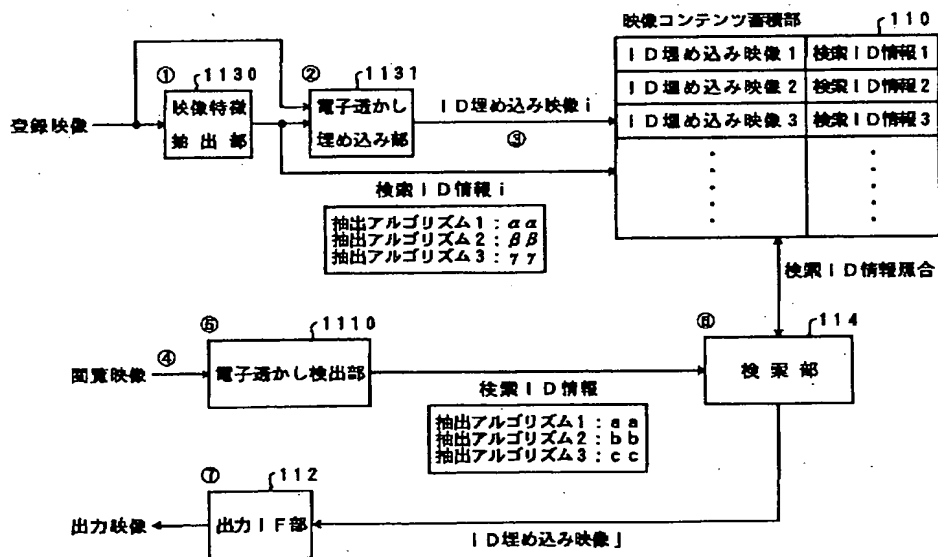 映像コンテンツ蓄積部
110
ID埋め込み映像1 検索ID情報1
ID埋め込み映像2 検索ID情報2
ID埋め込み映像3 検索ID情報3
① 1130
映像特徴
抽出部
② 1131
電子透かし
埋め込み部
登録映像
ID埋め込み映像i
③
検索ID情報i
抽出アルゴリズム1：αα
抽出アルゴリズム2：ββ
抽出アルゴリズム3：γγ
検索ID情報照合
④
閲覧映像
⑤ 1110
電子透かし検出部
検索ID情報
抽出アルゴリズム1：aa
抽出アルゴリズム2：bb
抽出アルゴリズム3：cc
⑥ 114
検索部
⑦ 112
出力IF部
出力映像
ID埋め込み映像J